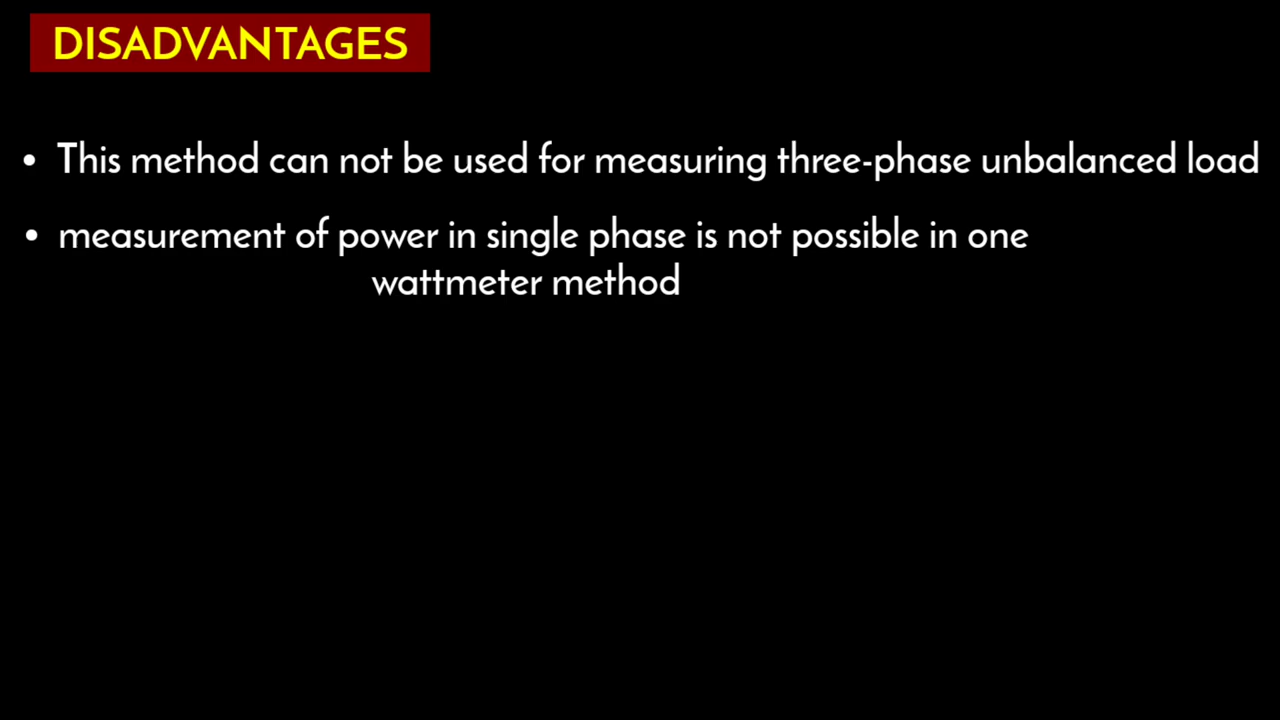 DISADVANTAGES
• This method can not be used for measuring three-phase unbalanced load
• measurement of power in single phase is not possible in one
wattmeter method